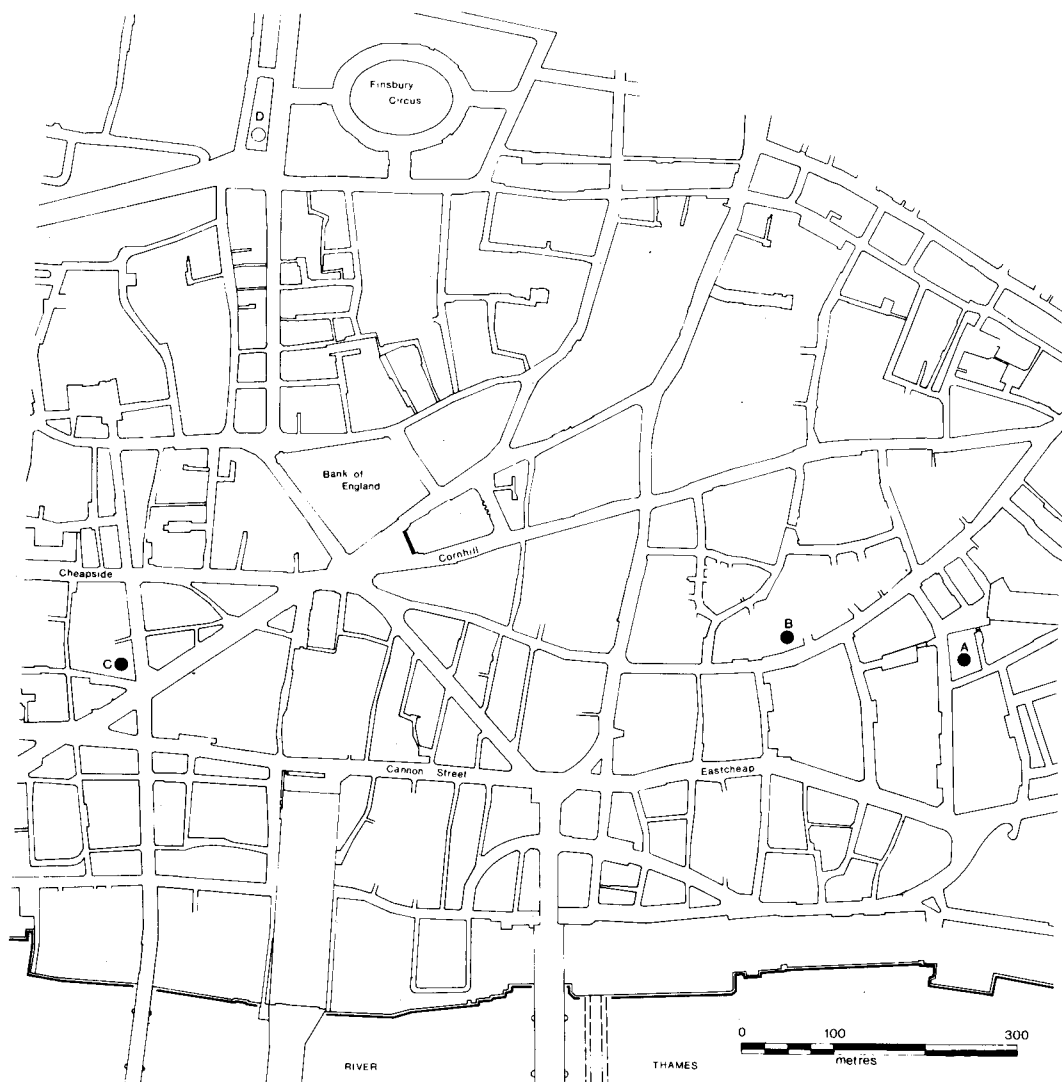 Finsbury
Circus
D
Bank of
England
Cornhill
Cheapside
B
A
C
Cannon Street
Eastcheap
0 100 300
metres
RIVER THAMES